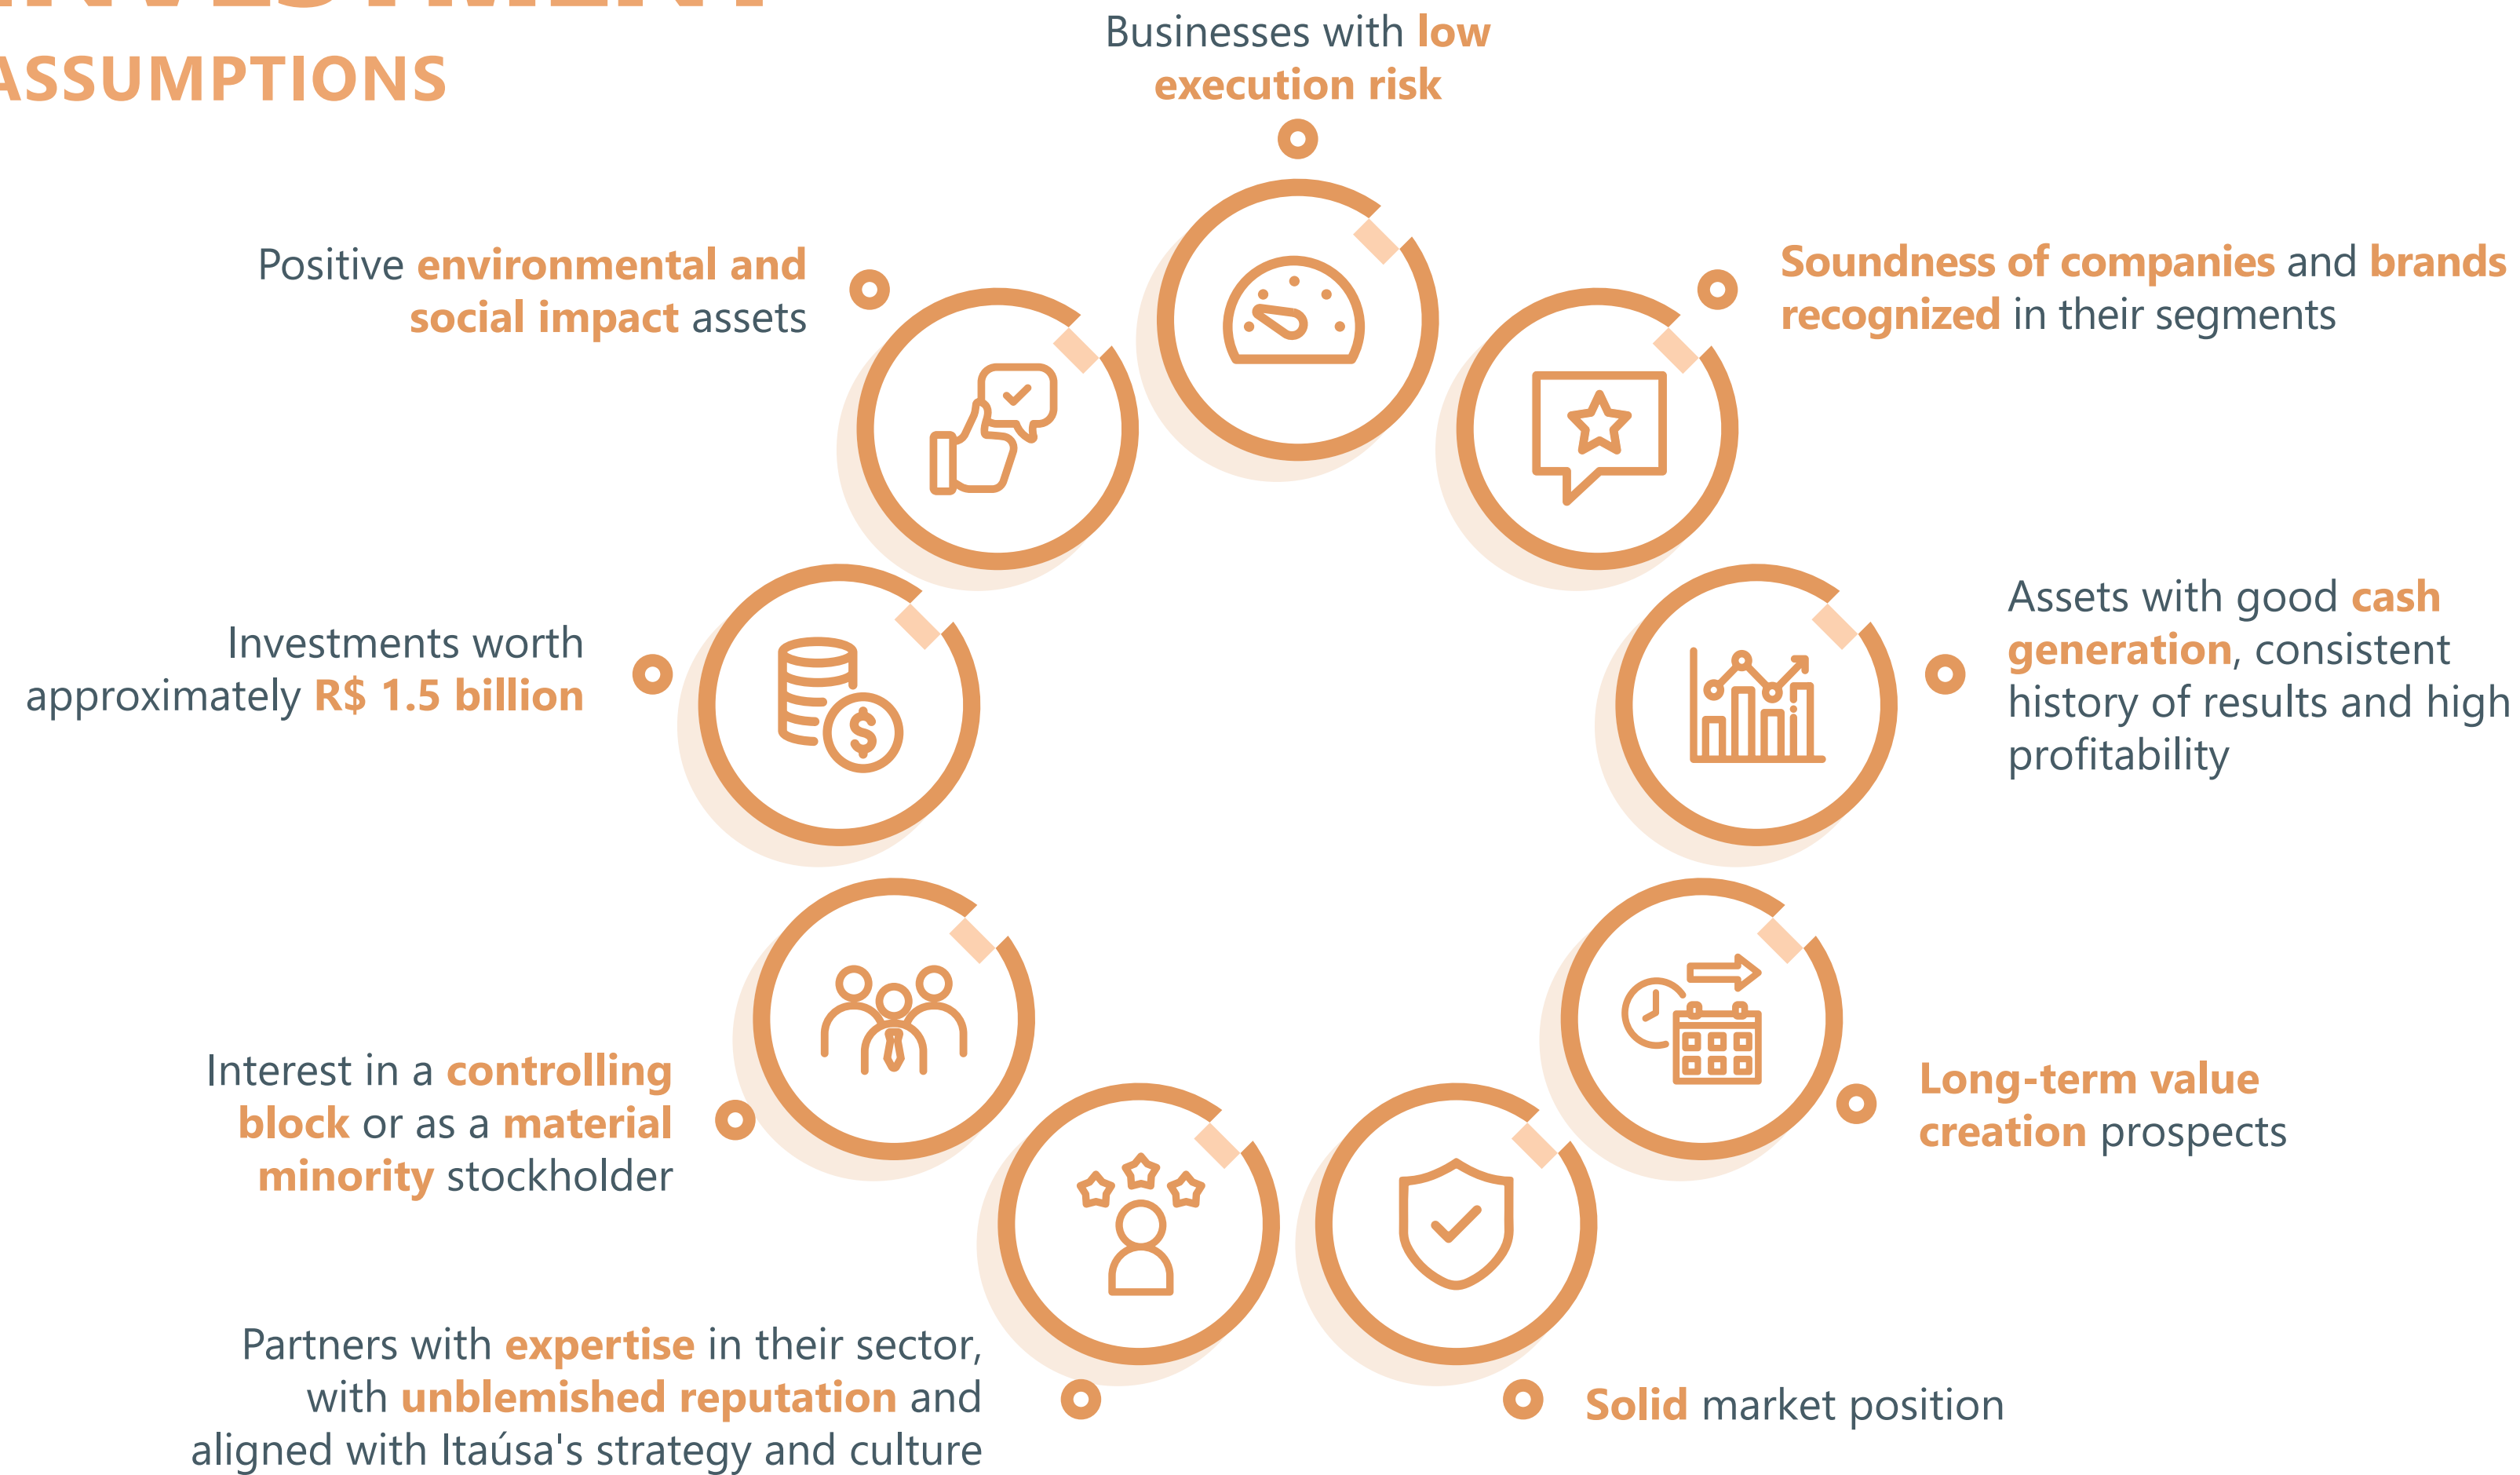 ASSUMPTIONS
Businesses with low
execution risk
Soundness of companies and brands
recognized in their segments
Assets with good cash
generation, consistent
history of results and high
profitability
Long-term value
creation prospects
Solid market position
Partners with expertise in their sector,
with unblemished reputation and
aligned with Itaúsa's strategy and culture
Interest in a controlling
block or as a material
minority stockholder
Investments worth
approximately R$ 1.5 billion
Positive environmental and
social impact assets